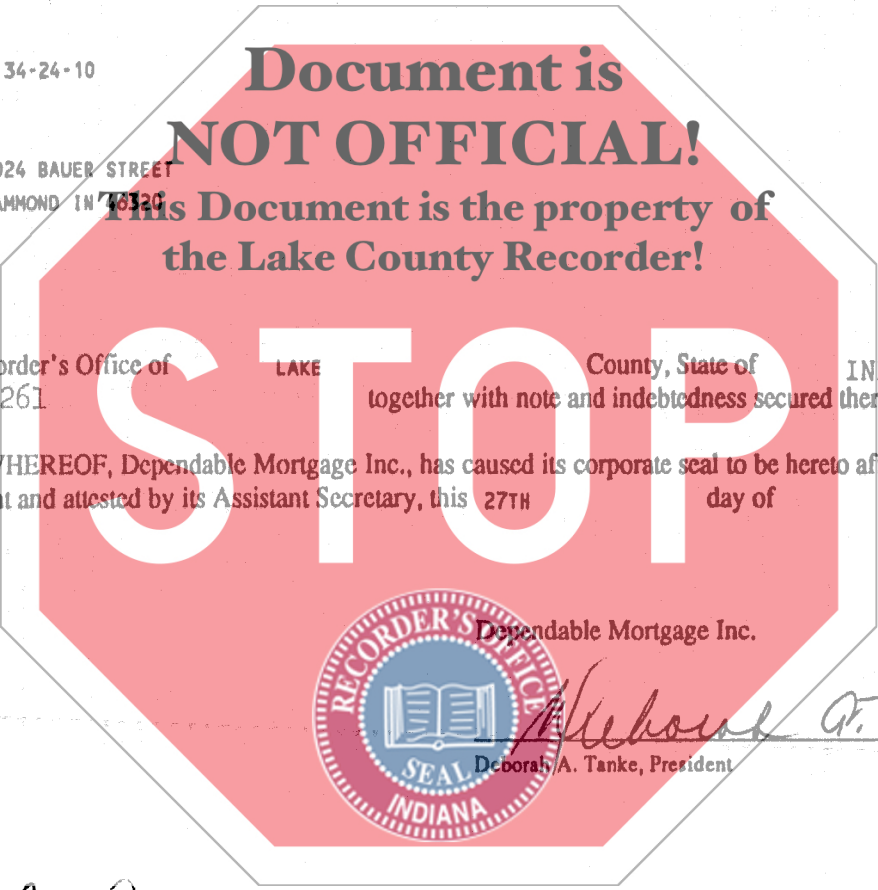 34-24-10
Document is
NOT OFFICIAL!
024 BAUER STREET
AMMOND IN 46320
This Document is the property of
the Lake County Recorder!
STOP
order's Office of LAKE County, State of IN
261 together with note and indebtedness secured ther
WHEREOF, Dependable Mortgage Inc., has caused its corporate seal to be hereto af
nt and attested by its Assistant Secretary, this 27TH day of
Dependable Mortgage Inc.
RECORDER'S OFFICE
SEAL
INDIANA
Deborah A.
Deborah A. Tanke, President